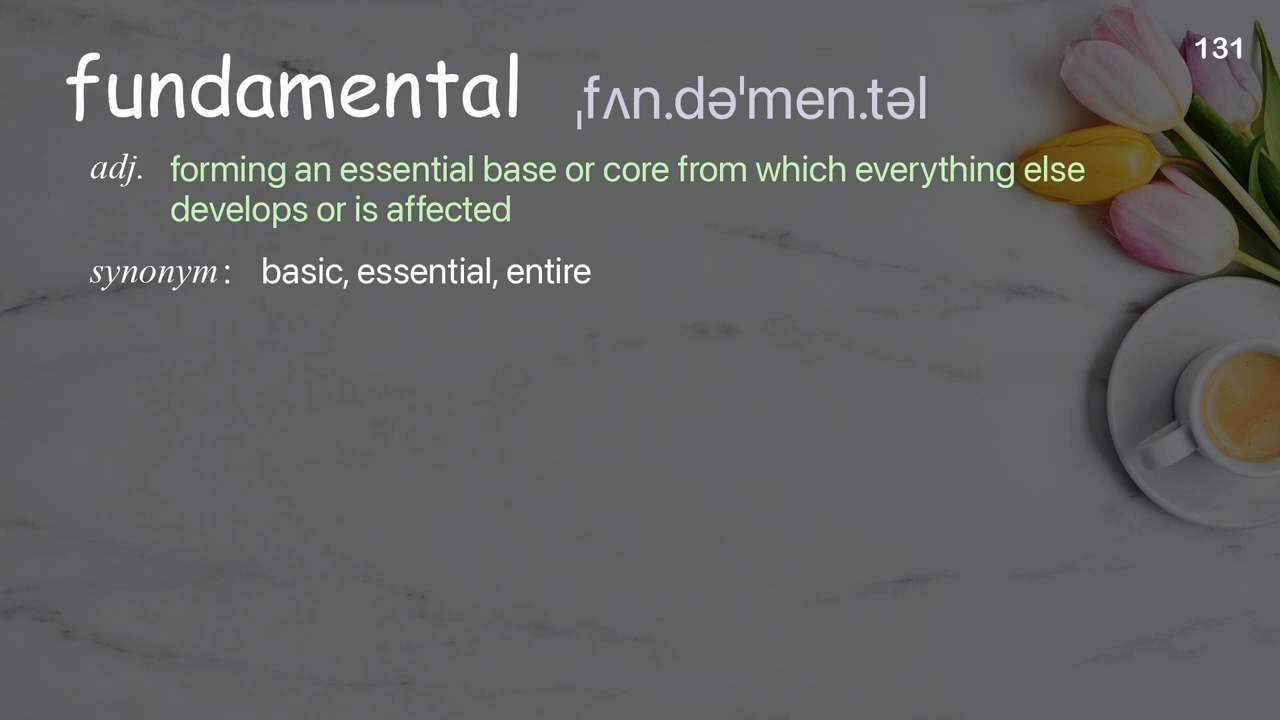 131
fundamental ˌfʌn.dəˈmen.təl
adj. forming an essential base or core from which everything else
develops or is affected
synonym: basic, essential, entire